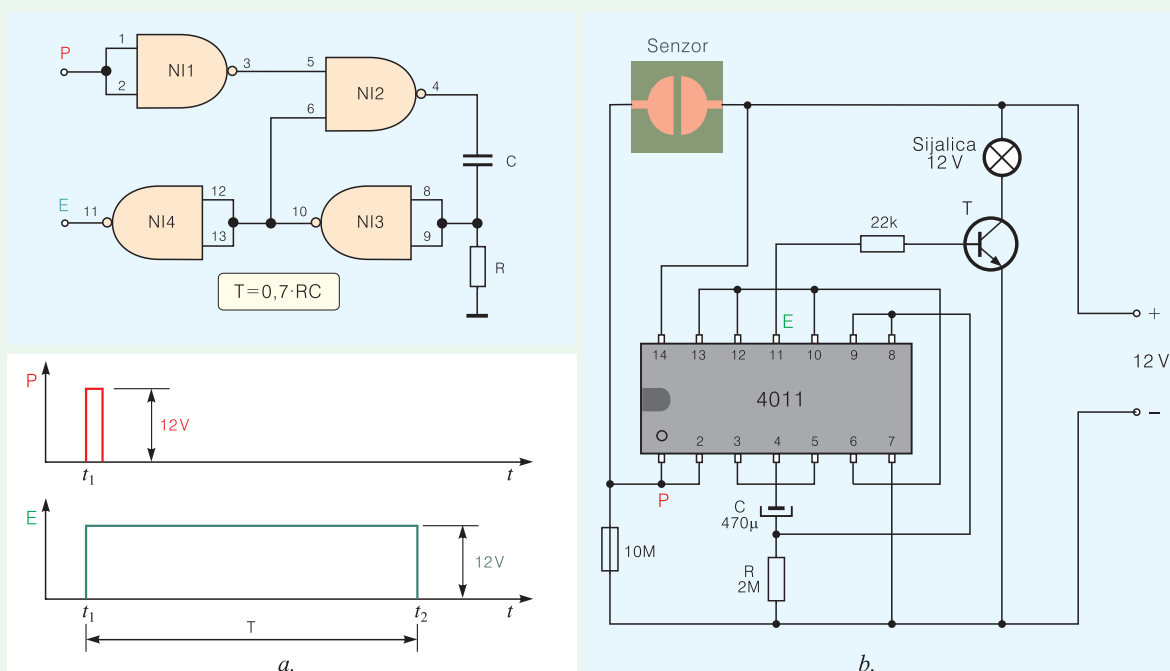 P
1
2
NI1
3
5
6
NI2
4
C
E
11
NI4
12
13
10
NI3
8
9
R
T=0,7·RC
P
12V
t1
t
E
12V
t1
t2
t
T
a.
Senzor
Sijalica
12 V
T
22k
E
+
12 V
−
14 13 12 11 10 9 8
4011
2 3 4 5 6 7
P
C
470µ
10M
R
2M
b.